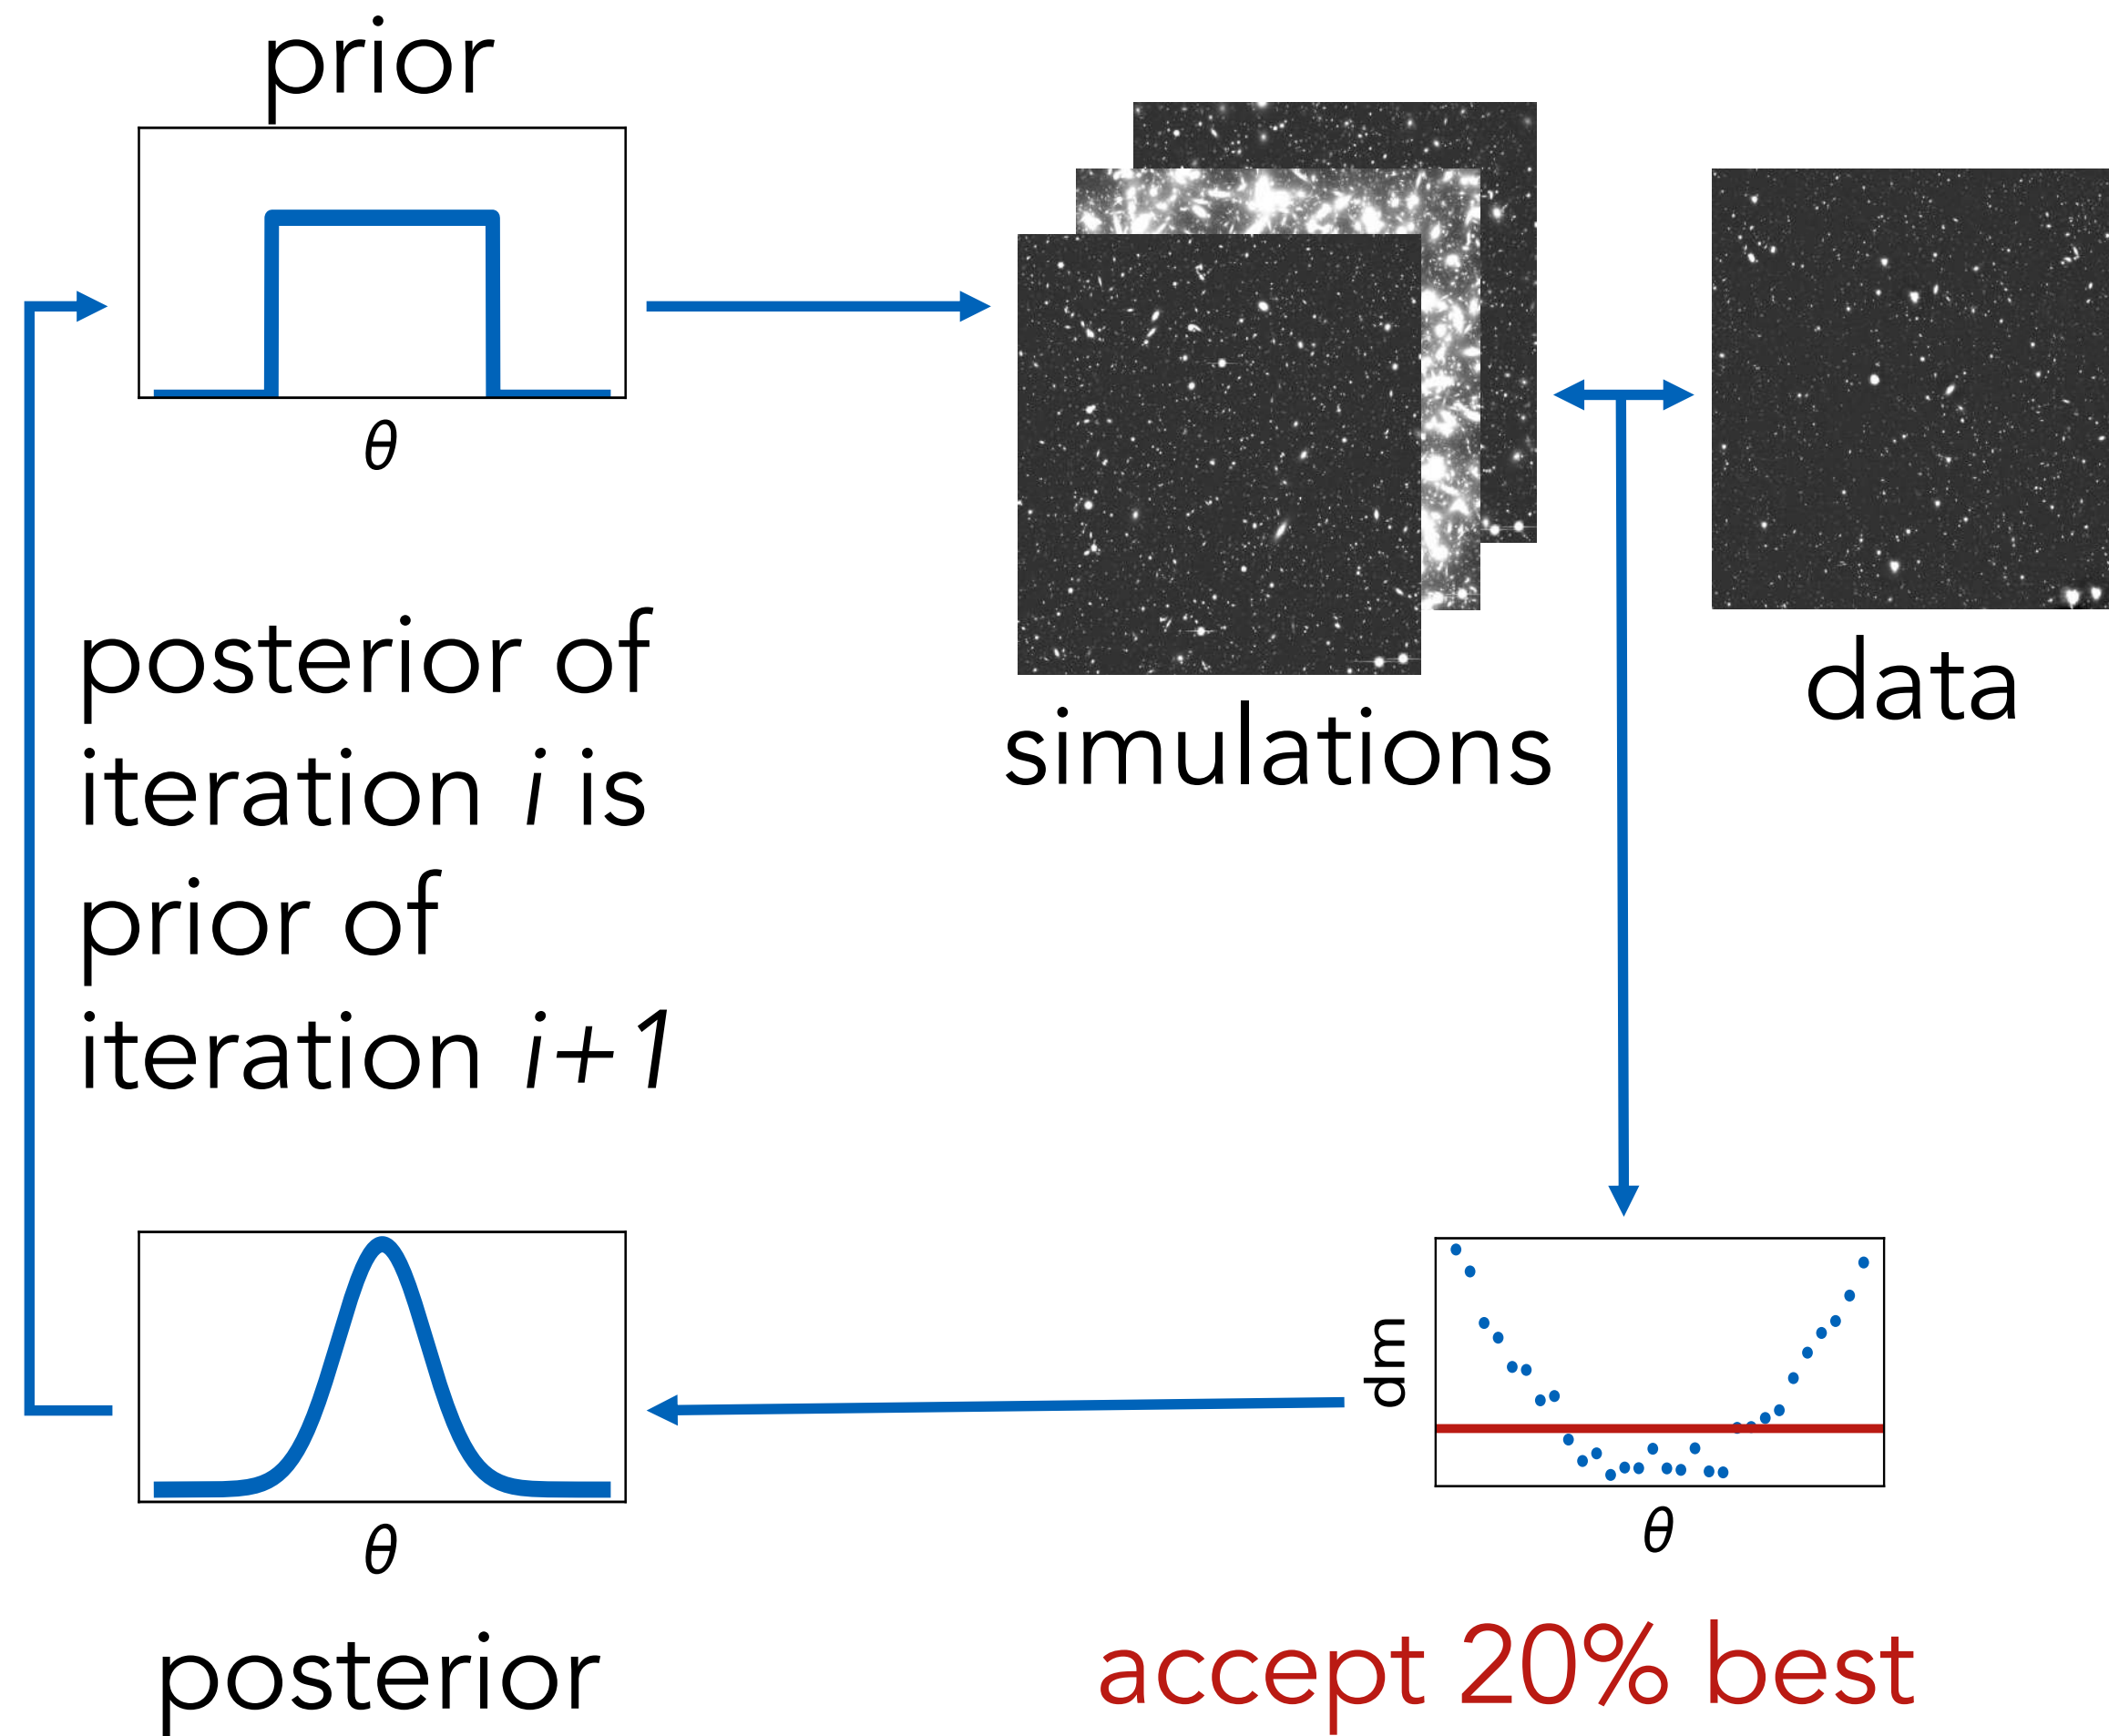 prior
θ
simulations
data
posterior of
iteration i is
prior of
iteration i+1
dm
θ
accept 20% best
θ
posterior